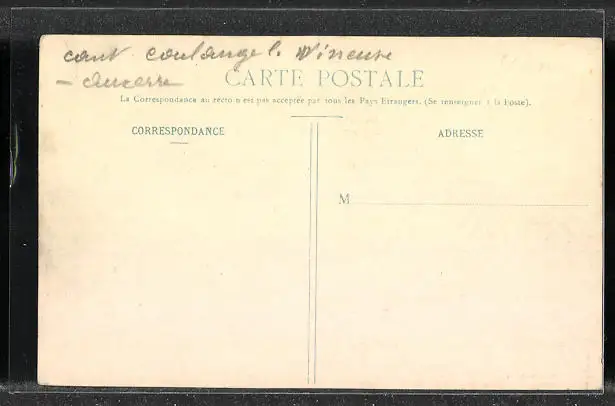 cant coulange la Vineuse
- Auxerre
CARTE POSTALE
La Correspondance au recto n'est pas acceptée par tous les Pays Etrangers. (Se renseigner à la Poste).
CORRESPONDANCE
ADRESSE
M